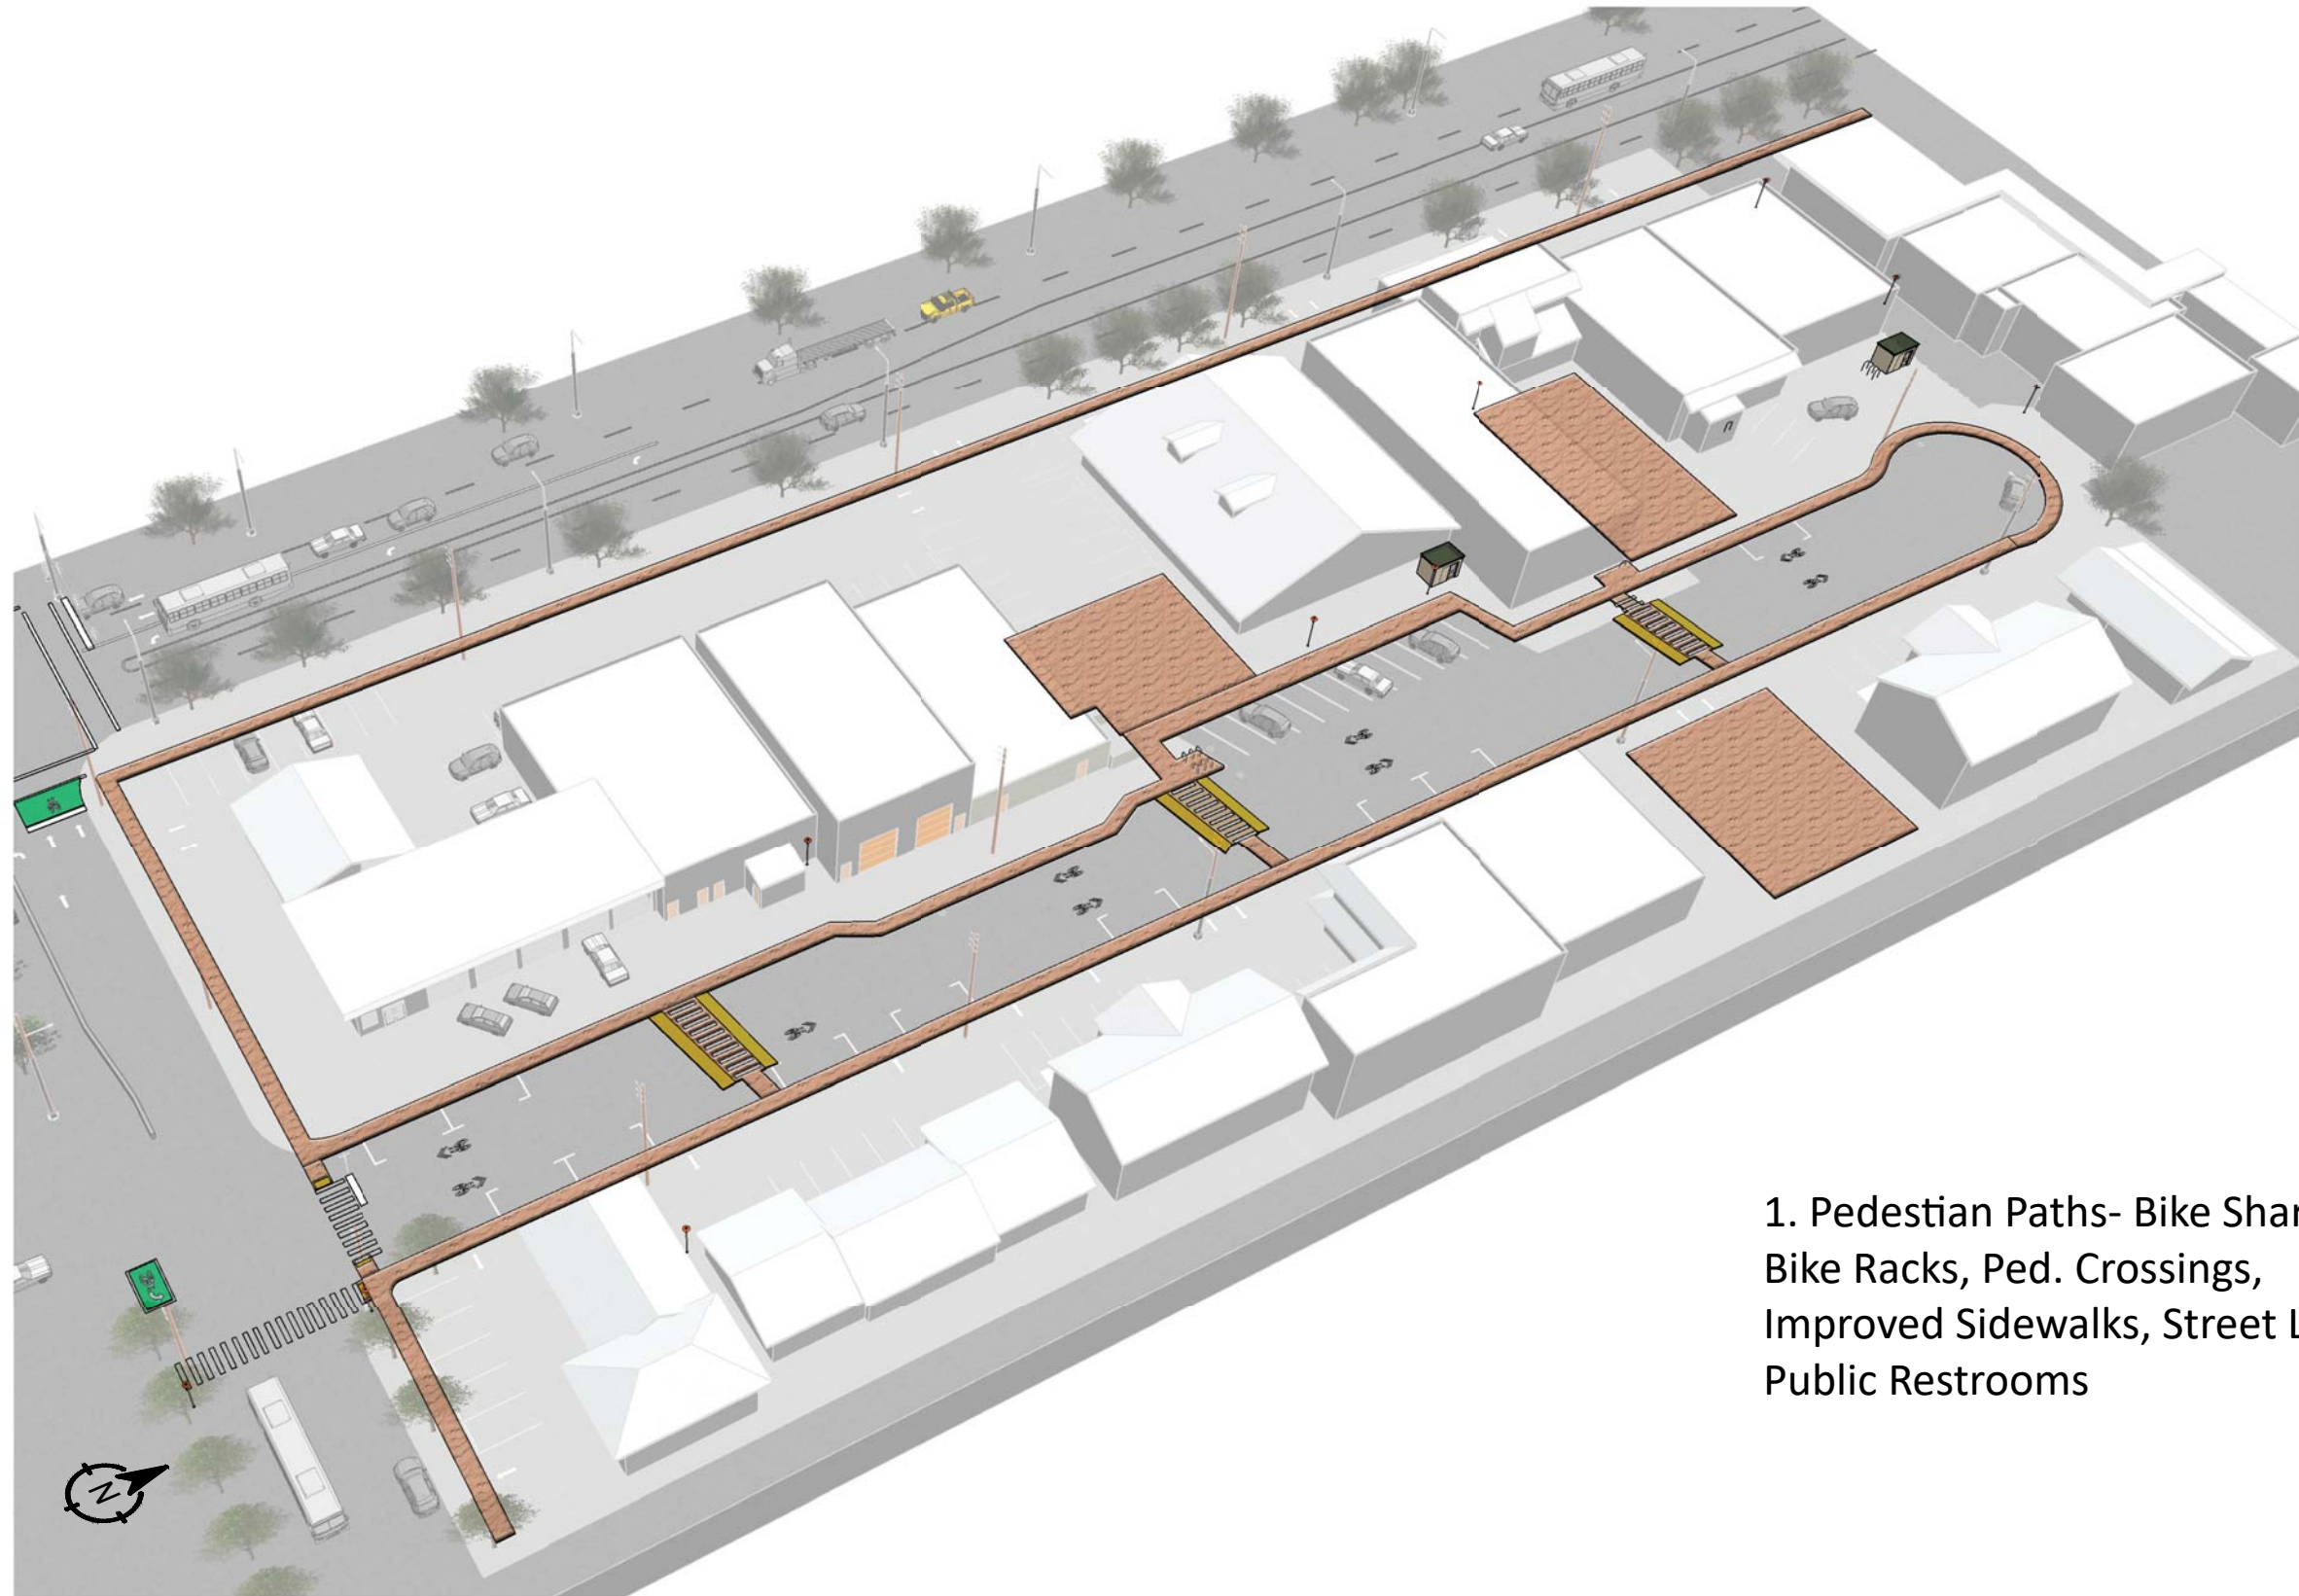 1. Pedestian Paths- Bike Shar
Bike Racks, Ped. Crossings,
Improved Sidewalks, Street L
Public Restrooms
N